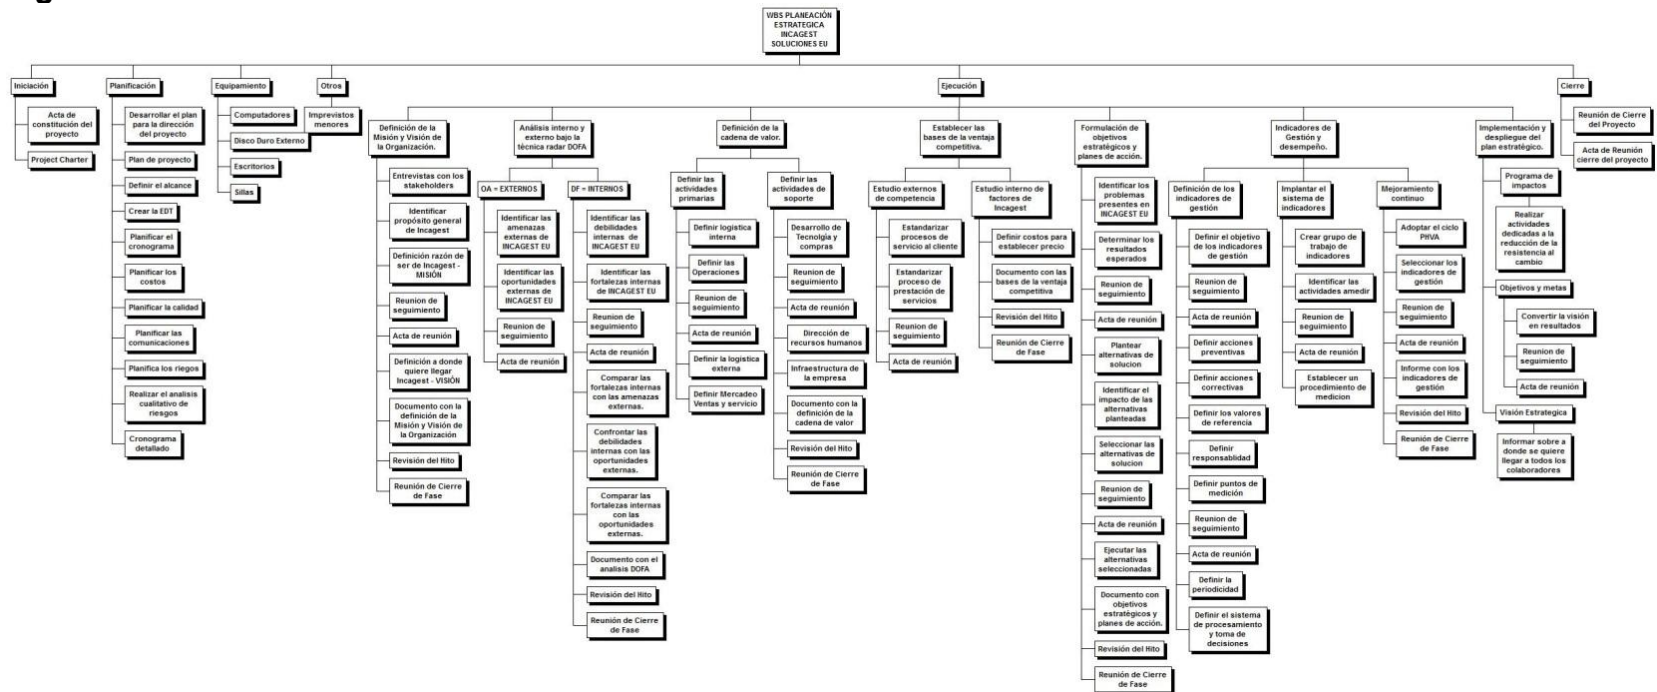 WBS PLANEACIÓN
ESTRATEGICA
INCAGEST
SOLUCIONES EU
Iniciación
Acta de
constitución del
proyecto
Project Charter
Planificación
Desarrollar el plan
para la dirección
del proyecto
Plan de proyecto
Definir el alcance
Crear la EDT
Planificar el
cronograma
Planificar los
costos
Planificar la calidad
Planificar las
comunicaciones
Planifica los riegos
Realizar el analisis
cualitativo de
riesgos
Cronograma
detallado
Equipamiento
Computadores
Disco Duro Externo
Escritorios
Sillas
Otros
Imprevistos
menores
Ejecución
Definición de la
Misión y Visión de
la Organización.
Entrevistas con los
stakeholders
Identificar
propósito general
de Incagest
Definición razón de
ser de Incagest -
MISIÓN
Reunion de
seguimiento
Acta de reunión
Definición a donde
quiere llegar
Incagest - VISIÓN
Documento con la
definición de la
Misión y Visión de
la Organización
Revisión del Hito
Reunión de Cierre
de Fase
Análisis interno y
externo bajo la
técnica radar DOFA
OA = EXTERNOS
Identificar las
amenazas
externas de
INCAGEST EU
Identificar las
oportunidades
externas de
INCAGEST EU
Reunion de
seguimiento
Acta de reunión
DF = INTERNOS
Identificar las
debilidades
internas de
INCAGEST EU
Identificar las
fortalezas internas
de INCAGEST EU
Reunion de
seguimiento
Acta de reunión
Comparar las
fortalezas internas
con las amenazas
externas.
Confrontar las
debilidades
internas con las
oportunidades
externas.
Comparar las
fortalezas internas
con las
oportunidades
externas.
Documento con el
analisis DOFA
Revisión del Hito
Reunión de Cierre
de Fase
Definición de la
cadena de valor.
Definir las
actividades
primarias
Definir logistica
interna
Definir las
Operaciones
Reunion de
seguimiento
Acta de reunión
Definir la logistica
externa
Definir Mercadeo
Ventas y servicio
Definir las
actividades de
soporte
Desarrollo de
Tecnolgía y
compras
Reunion de
seguimiento
Acta de reunión
Dirección de
recursos humanos
Infraestructura de
la empresa
Documento con la
definición de la
cadena de valor
Revisión del Hito
Reunión de Cierre
de Fase
Establecer las
bases de la ventaja
competitiva.
Estudio externos
de competencia
Estandarizar
procesos de
servicio al cliente
Estandarizar
proceso de
prestación de
servicios
Reunion de
seguimiento
Acta de reunión
Estudio interno de
factores de
Incagest
Definir costos para
establecer precio
Documento con las
bases de la ventaja
competitiva
Revisión del Hito
Reunión de Cierre
de Fase
Formulación de
objetivos
estratégicos y
planes de acción.
Identificar los
problemas
presentes en
INCAGEST EU
Determinar los
resultados
esperados
Reunion de
seguimiento
Acta de reunión
Plantear
alternativas de
solucion
Identificar el
impacto de las
alternativas
planteadas
Seleccionar las
alternativas de
solucion
Reunion de
seguimiento
Acta de reunión
Ejecutar las
alternativas
seleccionadas
Documento con
objetivos
estratégicos y
planes de acción.
Revisión del Hito
Reunión de Cierre
de Fase
Indicadores de
Gestión y
desempeño.
Definición de los
indicadores de
gestión
Definir el objetivo
de los indicadores
de gestión
Reunion de
seguimiento
Acta de reunión
Definir acciones
preventivas
Definir acciones
correctivas
Definir los valores
de referencia
Definir
responsablidad
Definir puntos de
medición
Reunion de
seguimiento
Acta de reunión
Definir la
periodicidad
Definir el sistema
de procesamiento
y toma de
decisiones
Implantar el
sistema de
indicadores
Crear grupo de
trabajo de
indicadores
Identificar las
actividades amedir
Reunion de
seguimiento
Acta de reunión
Establecer un
procedimiento de
medicion
Mejoramiento
continuo
Adoptar el ciclo
PHVA
Seleccionar los
indicadores de
gestión
Reunion de
seguimiento
Acta de reunión
Informe con los
indicadores de
gestión
Revisión del Hito
Reunión de Cierre
de Fase
Implementación y
despliegue del
plan estratégico.
Programa de
impactos
Realizar
actividades
dedicadas a la
reducción de la
resistencia al
cambio
Objetivos y metas
Convertir la visión
en resultados
Reunion de
seguimiento
Acta de reunión
Visión Estrategica
Informar sobre a
donde se quiere
llegar a todos los
colaboradores
Cierre
Reunión de Cierre
del Proyecto
Acta de Reunión
cierre del proyecto